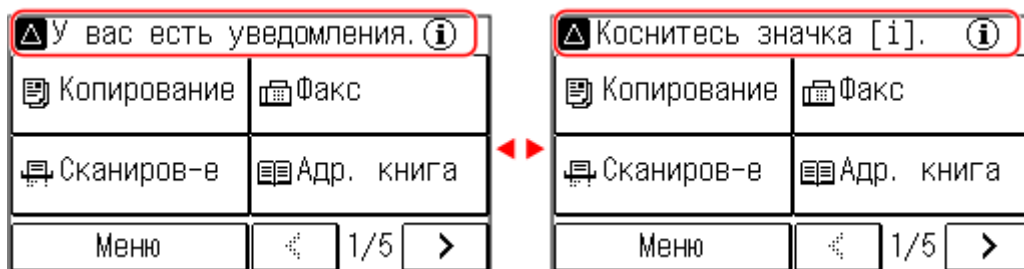 У вас есть уведомления.
Копирование Факс
Сканиров-е Адр. книга
Меню 1/5 >
Коснитесь значка [i].
Копирование Факс
Сканиров-е Адр. книга
Меню 1/5 >